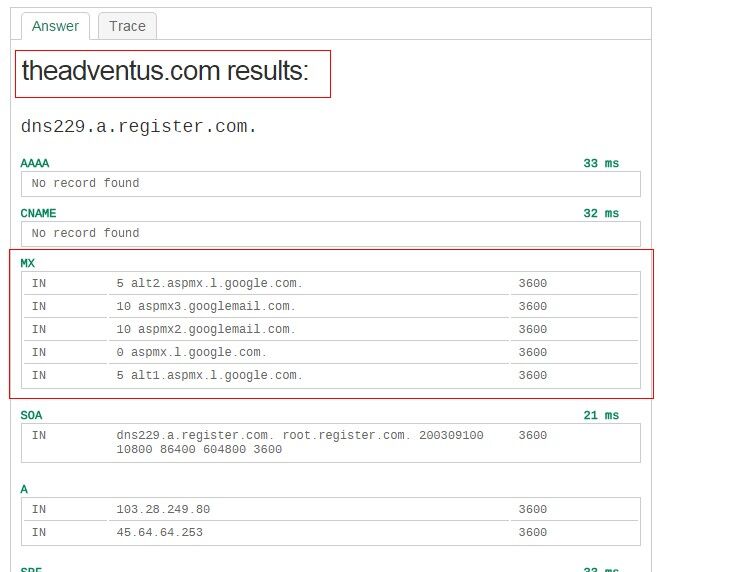 Answer Trace
theadventus.com results:
dns229.a.register.com.
AAAA 33 ms
No record found
CNAME 32 ms
No record found
MX
IN 5 alt2.aspmx.l.google.com. 3600
IN 10 aspmx3.googlemail.com. 3600
IN 10 aspmx2.googlemail.com. 3600
IN 0 aspmx.l.google.com. 3600
IN 5 alt1.aspmx.l.google.com. 3600
SOA 21 ms
IN dns229.a.register.com. root.register.com. 200309100 3600
10800 86400 604800 3600
A
IN 103.28.249.80 3600
IN 45.64.64.253 3600
SPF 33 ms